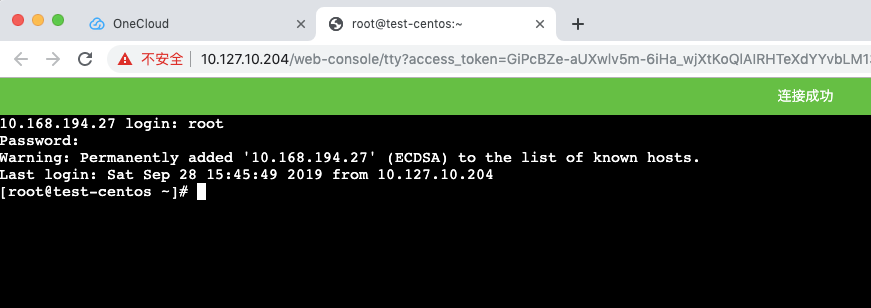 OneCloud
root@test-centos:~
不安全 10.127.10.204/web-console/tty?access_token=GiPcBZe-aUXwlv5m-6iHa_wjXtKoQlAIRHTeXdYYvbLM1
连接成功
10.168.194.27 login: root
Password:
Warning: Permanently added '10.168.194.27' (ECDSA) to the list of known hosts.
Last login: Sat Sep 28 15:45:49 2019 from 10.127.10.204
[root@test-centos ~]#